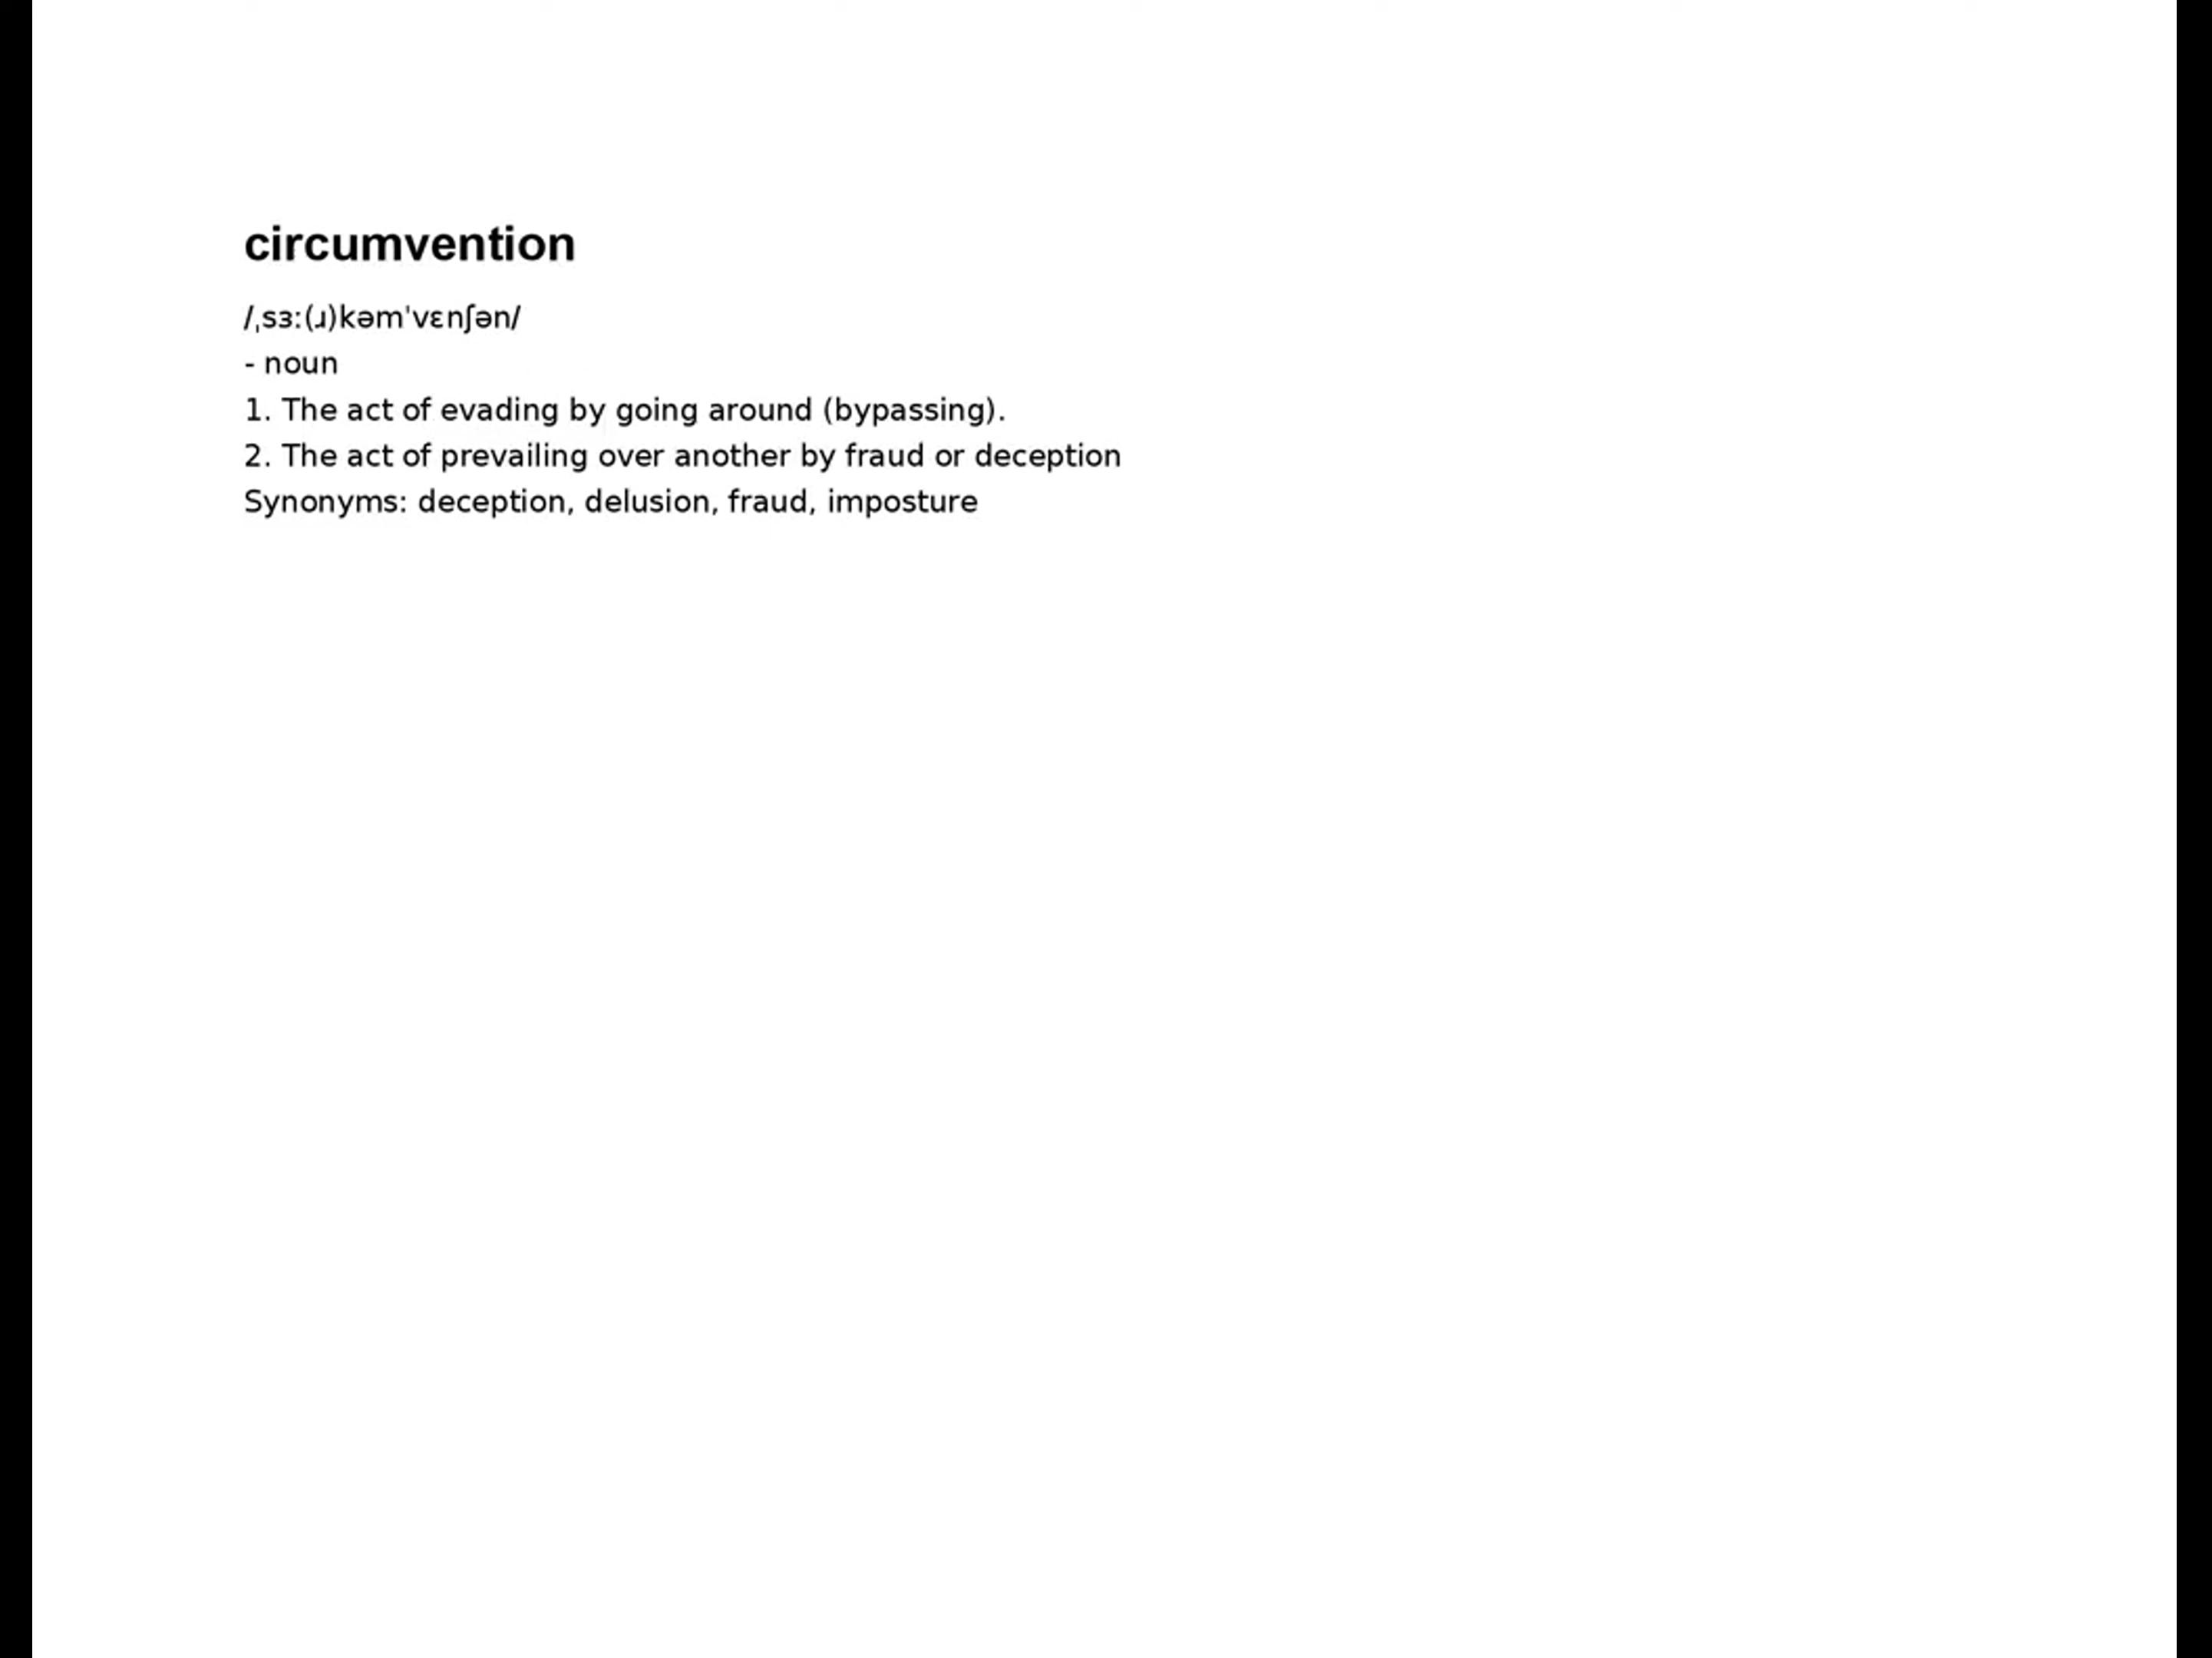 circumvention
/ˌsɜː(ɹ)kəmˈvɛnʃən/
- noun
1. The act of evading by going around (bypassing).
2. The act of prevailing over another by fraud or deception
Synonyms: deception, delusion, fraud, imposture